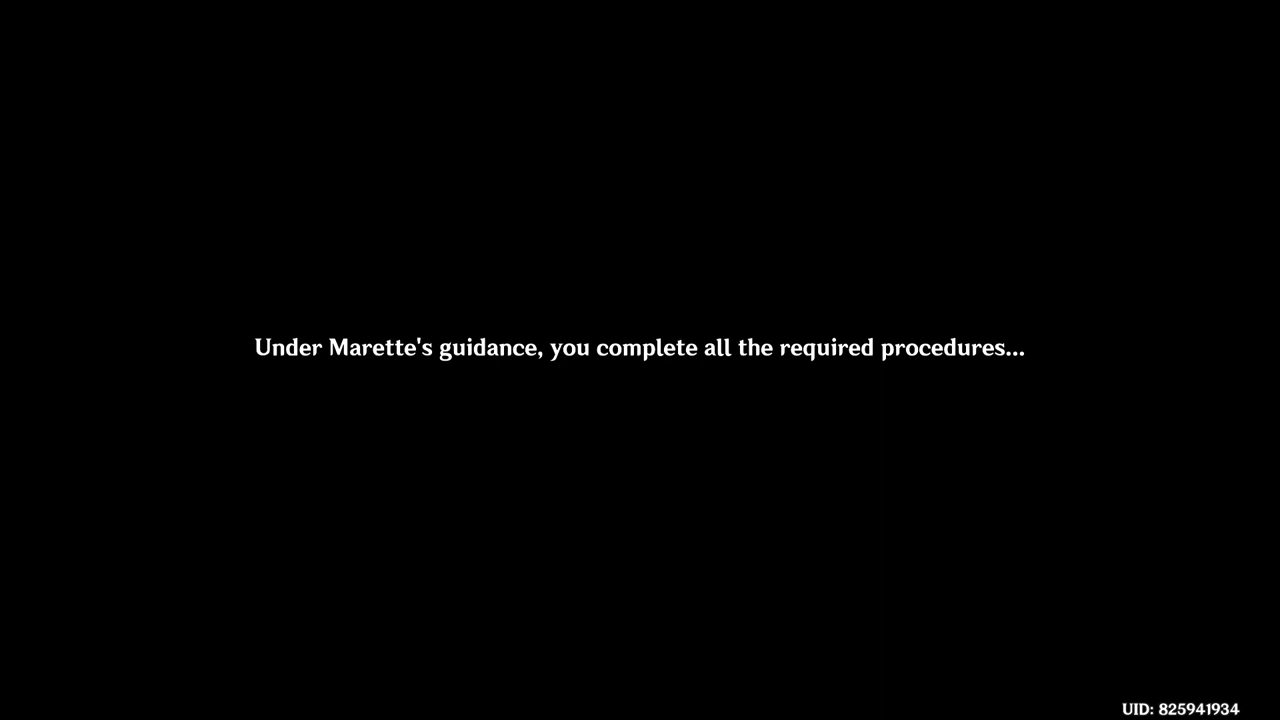 Under Marette's guidance, you complete all the required procedures...
UID: 825941934